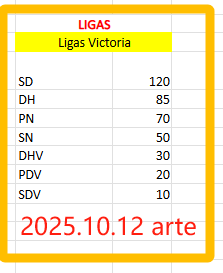 LIGAS
Ligas Victoria
SD 120
DH 85
PN 70
SN 50
DHV 30
PDV 20
SDV 10
2025.10.12 arte